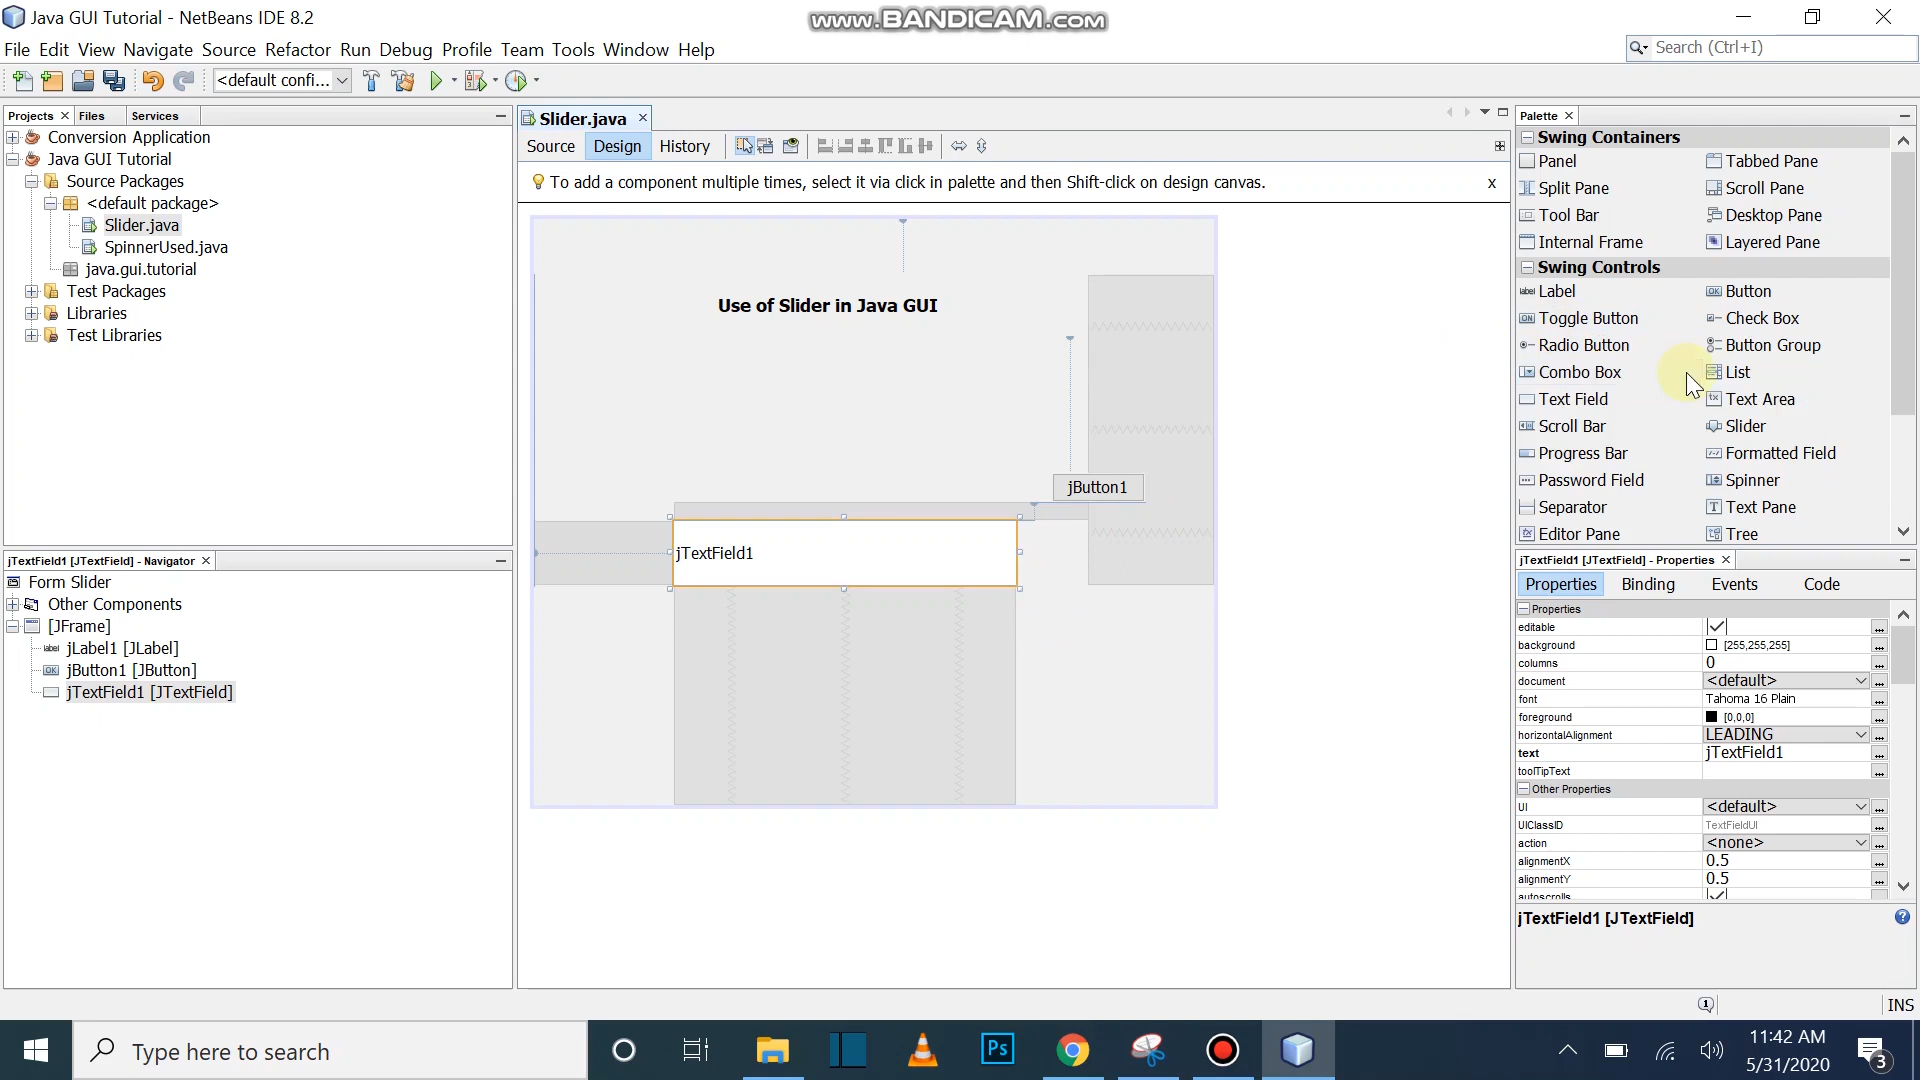 Java GUI Tutorial - NetBeans IDE 8.2
www.BANDICAM.com
File Edit View Navigate Source Refactor Run Debug Profile Team Tools Window Help
Search (Ctrl+I)
<default confi...
Projects Files Services
Conversion Application
Java GUI Tutorial
Source Packages
<default package>
Slider.java
SpinnerUsed.java
java.gui.tutorial
Test Packages
Libraries
Test Libraries
jTextField1 [JTextField] - Navigator
Form Slider
Other Components
[JFrame]
jLabel1 [JLabel]
jButton1 [JButton]
jTextField1 [JTextField]
Slider.java
Source Design History
To add a component multiple times, select it via click in palette and then Shift-click on design canvas. x
Use of Slider in Java GUI
jButton1
jTextField1
Palette
Swing Containers
Panel Tabbed Pane
Split Pane Scroll Pane
Tool Bar Desktop Pane
Internal Frame Layered Pane
Swing Controls
label Label OK Button
ON Toggle Button Check Box
Radio Button Button Group
Combo Box List
Text Field tx Text Area
Scroll Bar Slider
Progress Bar Formatted Field
Password Field Spinner
Separator T Text Pane
Editor Pane Tree
jTextField1 [JTextField] - Properties
Properties Binding Events Code
Properties
editable ...
background [255,255,255] ...
columns 0 ...
document <default> ...
font Tahoma 16 Plain ...
foreground [0,0,0] ...
horizontalAlignment LEADING ...
text jTextField1 ...
toolTipText ...
Other Properties
UI <default> ...
UIClassID TextFieldUI ...
action <none> ...
alignmentX 0.5 ...
alignmentY 0.5 ...
autoscrolls
jTextField1 [JTextField]
INS
Type here to search
Ps
11:42 AM
5/31/2020
3